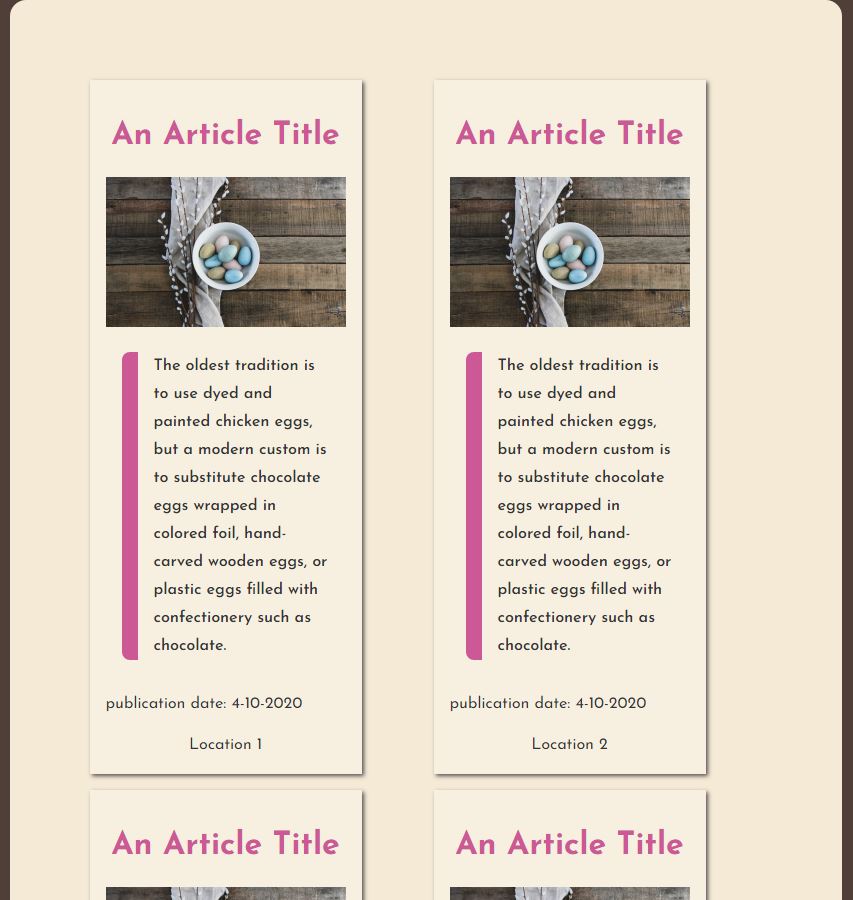 An Article Title
The oldest tradition is
to use dyed and
painted chicken eggs,
but a modern custom is
to substitute chocolate
eggs wrapped in
colored foil, hand-
carved wooden eggs, or
plastic eggs filled with
confectionery such as
chocolate.
publication date: 4-10-2020
Location 1
An Article Title
The oldest tradition is
to use dyed and
painted chicken eggs,
but a modern custom is
to substitute chocolate
eggs wrapped in
colored foil, hand-
carved wooden eggs, or
plastic eggs filled with
confectionery such as
chocolate.
publication date: 4-10-2020
Location 2
An Article Title
An Article Title